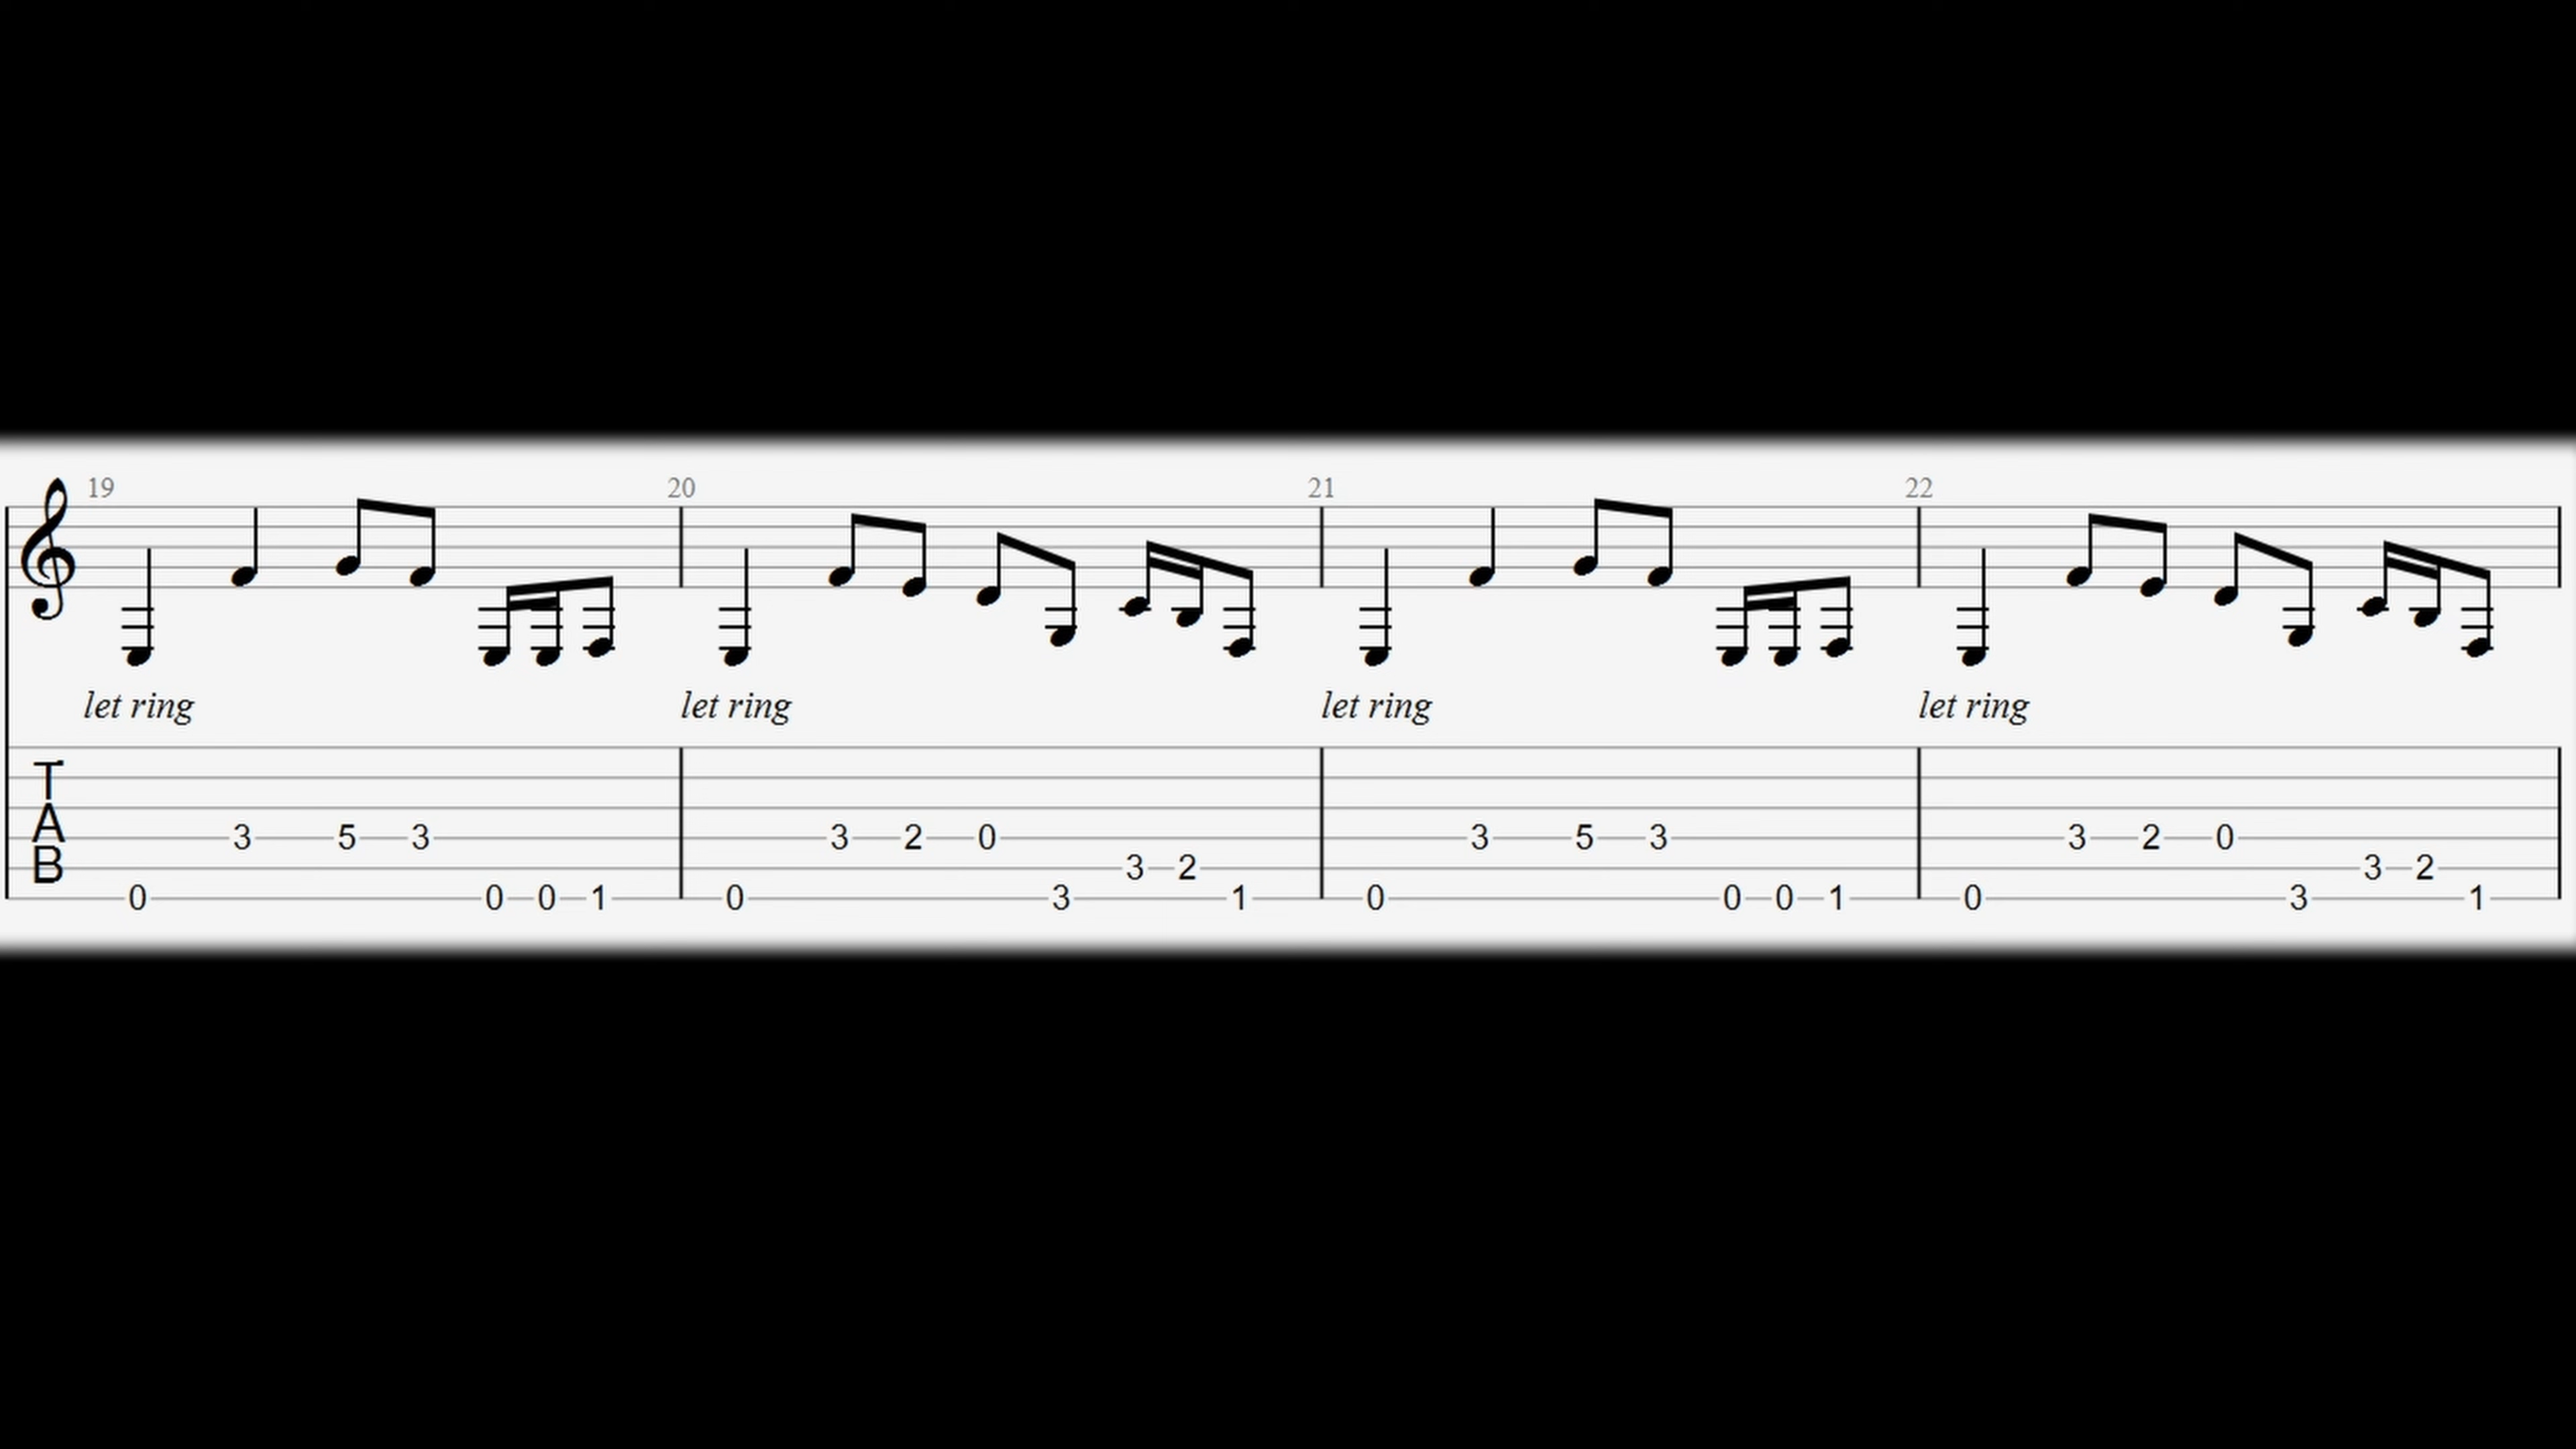 19 20 21 22
let ring let ring let ring let ring
T
A
B
3 5 3 3 2 0 3 5 3 3 2 0
3 2 3 2
0 0 0 1 0 3 1 0 0 0 1 0 3 1